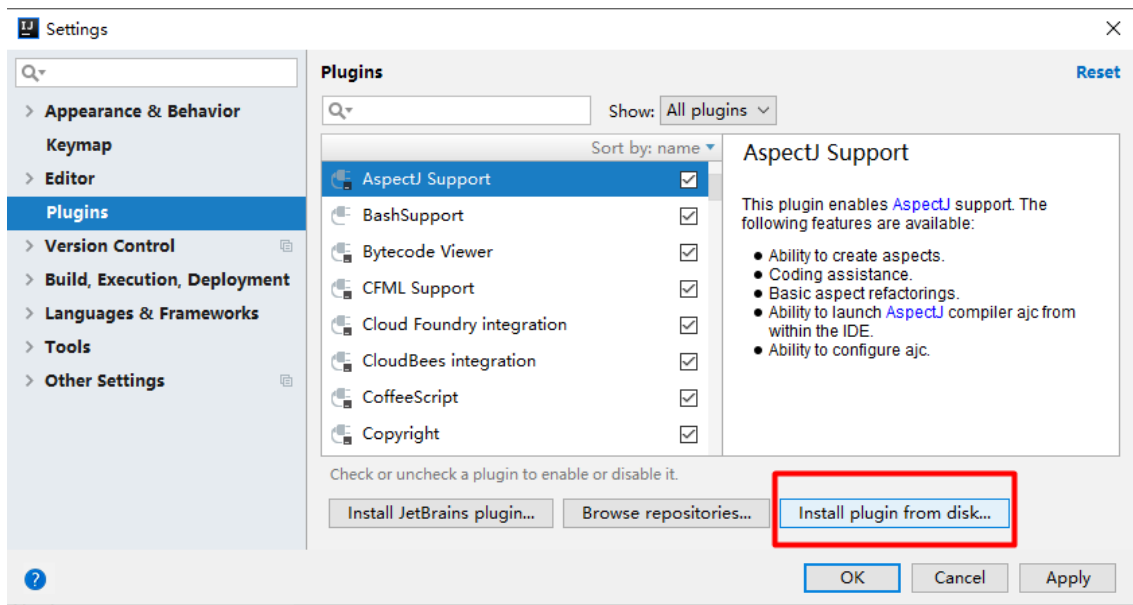 Settings
Appearance & Behavior
Keymap
Editor
Plugins
Version Control
Build, Execution, Deployment
Languages & Frameworks
Tools
Other Settings
Plugins
Reset
Show: All plugins
Sort by: name
AspectJ Support
BashSupport
Bytecode Viewer
CFML Support
Cloud Foundry integration
CloudBees integration
CoffeeScript
Copyright
AspectJ Support
This plugin enables AspectJ support. The
following features are available:
● Ability to create aspects.
● Coding assistance.
● Basic aspect refactorings.
● Ability to launch AspectJ compiler ajc from
within the IDE.
● Ability to configure ajc.
Check or uncheck a plugin to enable or disable it.
Install JetBrains plugin...
Browse repositories...
Install plugin from disk...
?
OK
Cancel
Apply